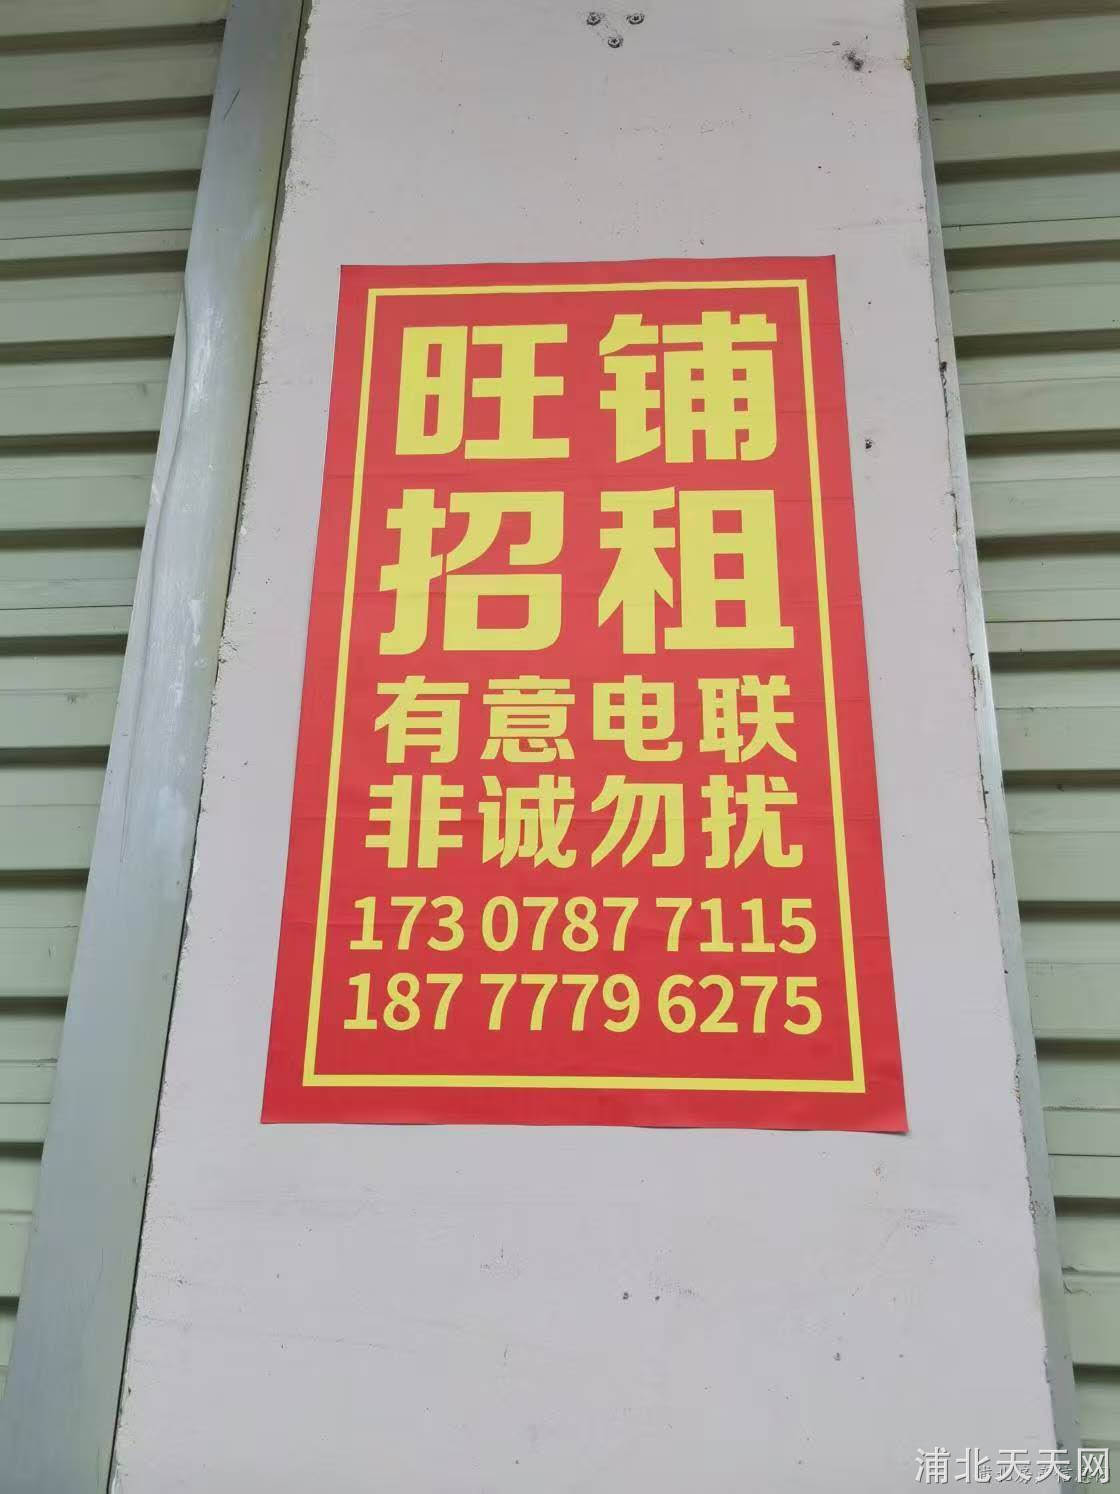 旺铺
招租
有意电联
非诚勿扰
173 0787 7115
187 7779 6275
浦北天天网